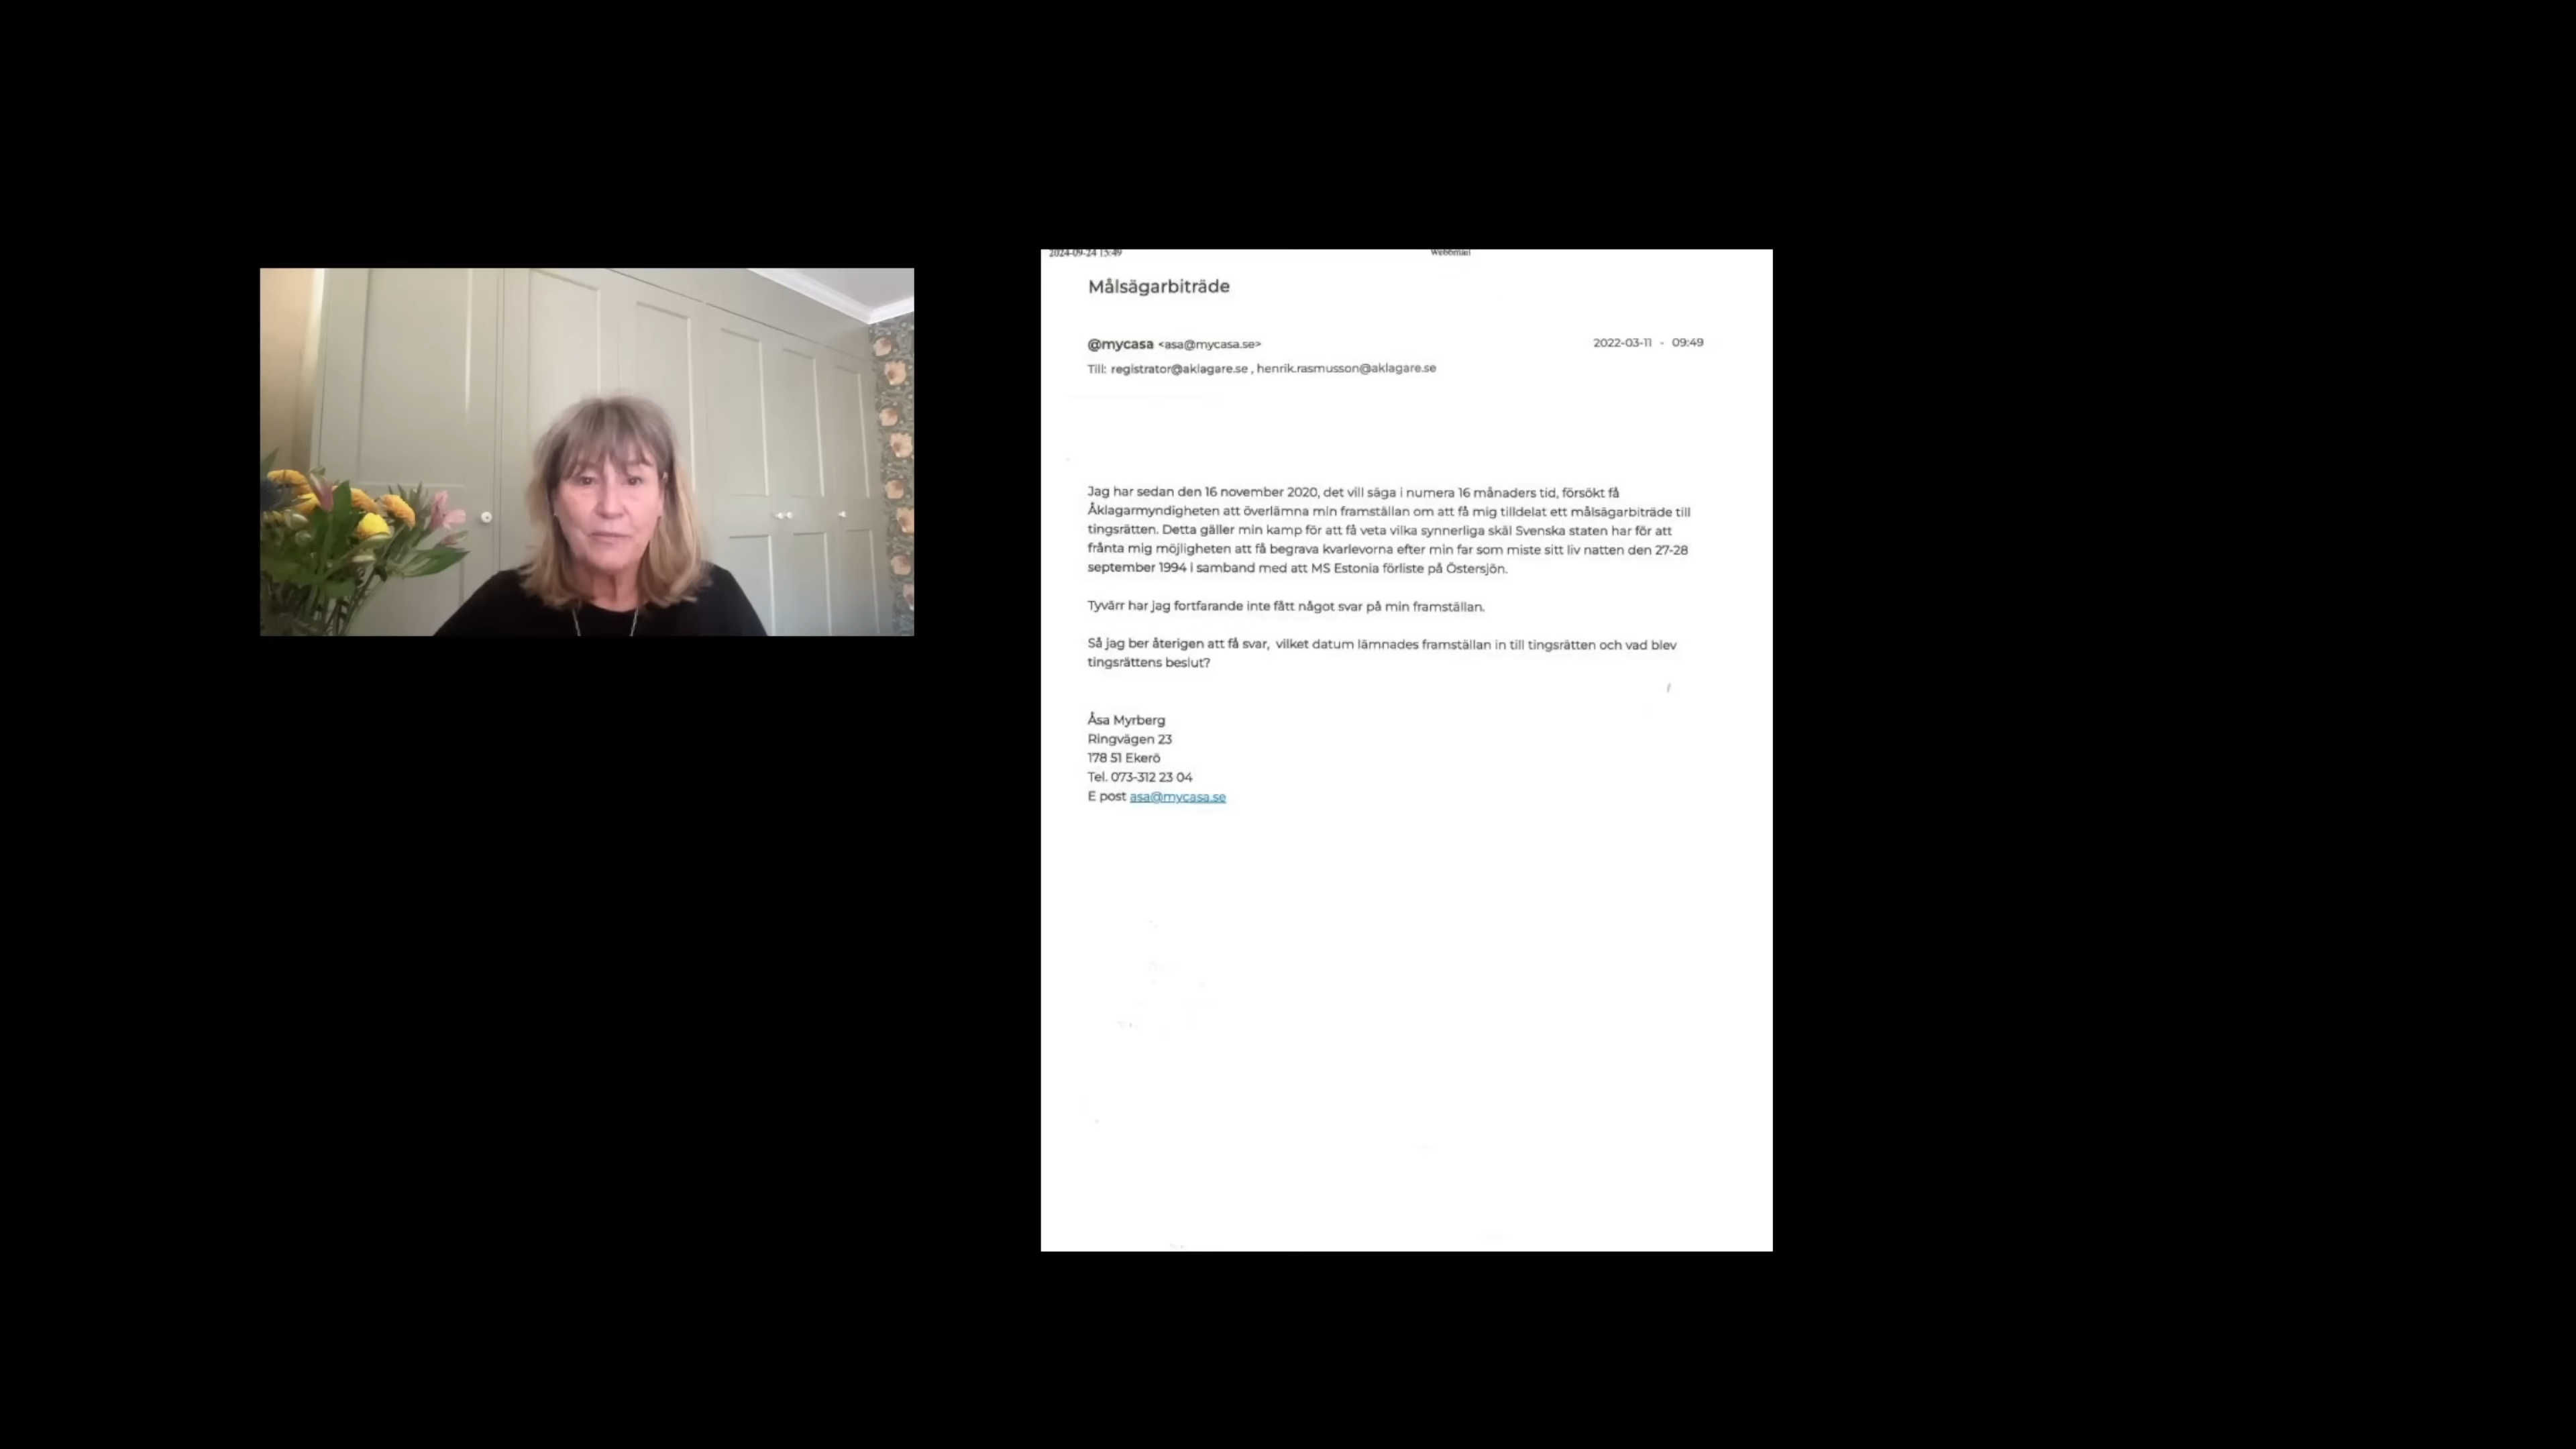 2024-09-24 15:49
Webbmail
Målsägarbiträde
@mycasa <asa@mycasa.se>
2022-03-11 - 09:49
Till: registrator@aklagare.se , henrik.rasmusson@aklagare.se
Jag har sedan den 16 november 2020, det vill säga i numera 16 månaders tid, försökt få
Åklagarmyndigheten att överlämna min framställan om att få mig tilldelat ett målsägarbiträde till
tingsrätten. Detta gäller min kamp för att få veta vilka synnerliga skäl Svenska staten har för att
frånta mig möjligheten att få begrava kvarlevorna efter min far som miste sitt liv natten den 27-28
september 1994 i samband med att MS Estonia förliste på Östersjön.
Tyvärr har jag fortfarande inte fått något svar på min framställan.
Så jag ber återigen att få svar, vilket datum lämnades framställan in till tingsrätten och vad blev
tingsrättens beslut?
Åsa Myrberg
Ringvägen 23
178 51 Ekerö
Tel. 073-312 23 04
E post asa@mycasa.se